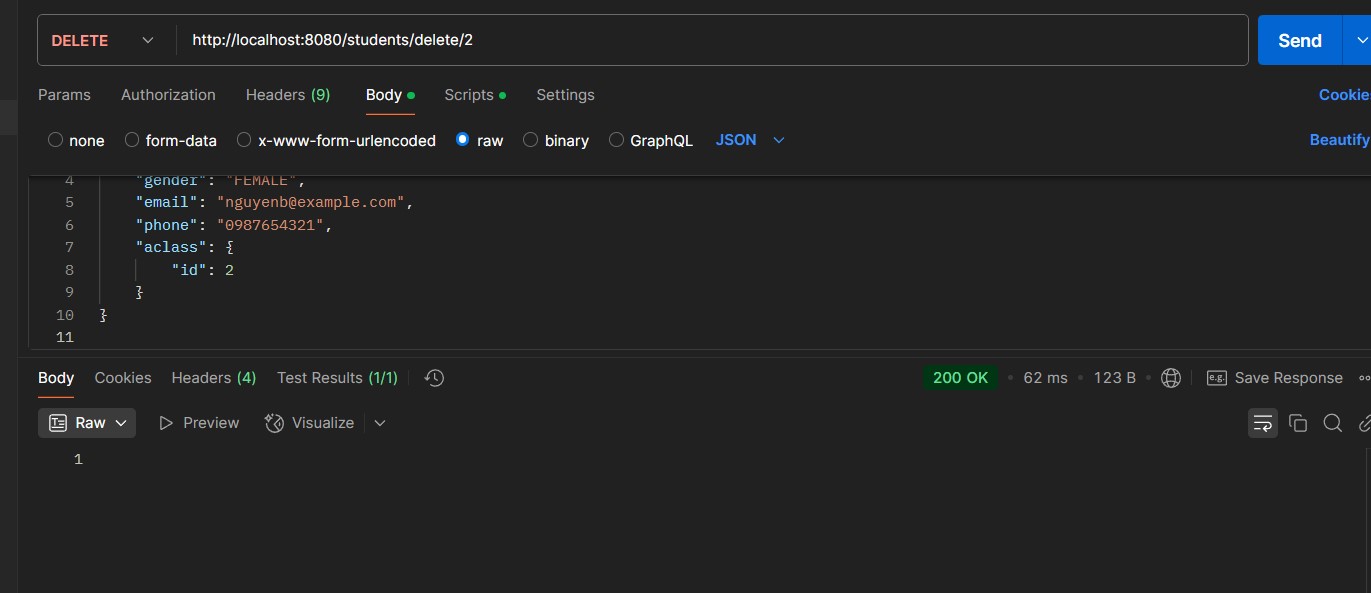 DELETE http://localhost:8080/students/delete/2 Send
Params Authorization Headers (9) Body Scripts Settings Cookie
none form-data x-www-form-urlencoded raw binary GraphQL JSON Beautify
4 "gender": "FEMALE",
5 "email": "nguyenb@example.com",
6 "phone": "0987654321",
7 "aclass": {
8 "id": 2
9 }
10 }
11
Body Cookies Headers (4) Test Results (1/1) 200 OK 62 ms 123 B e.g. Save Response
Raw Preview Visualize
1